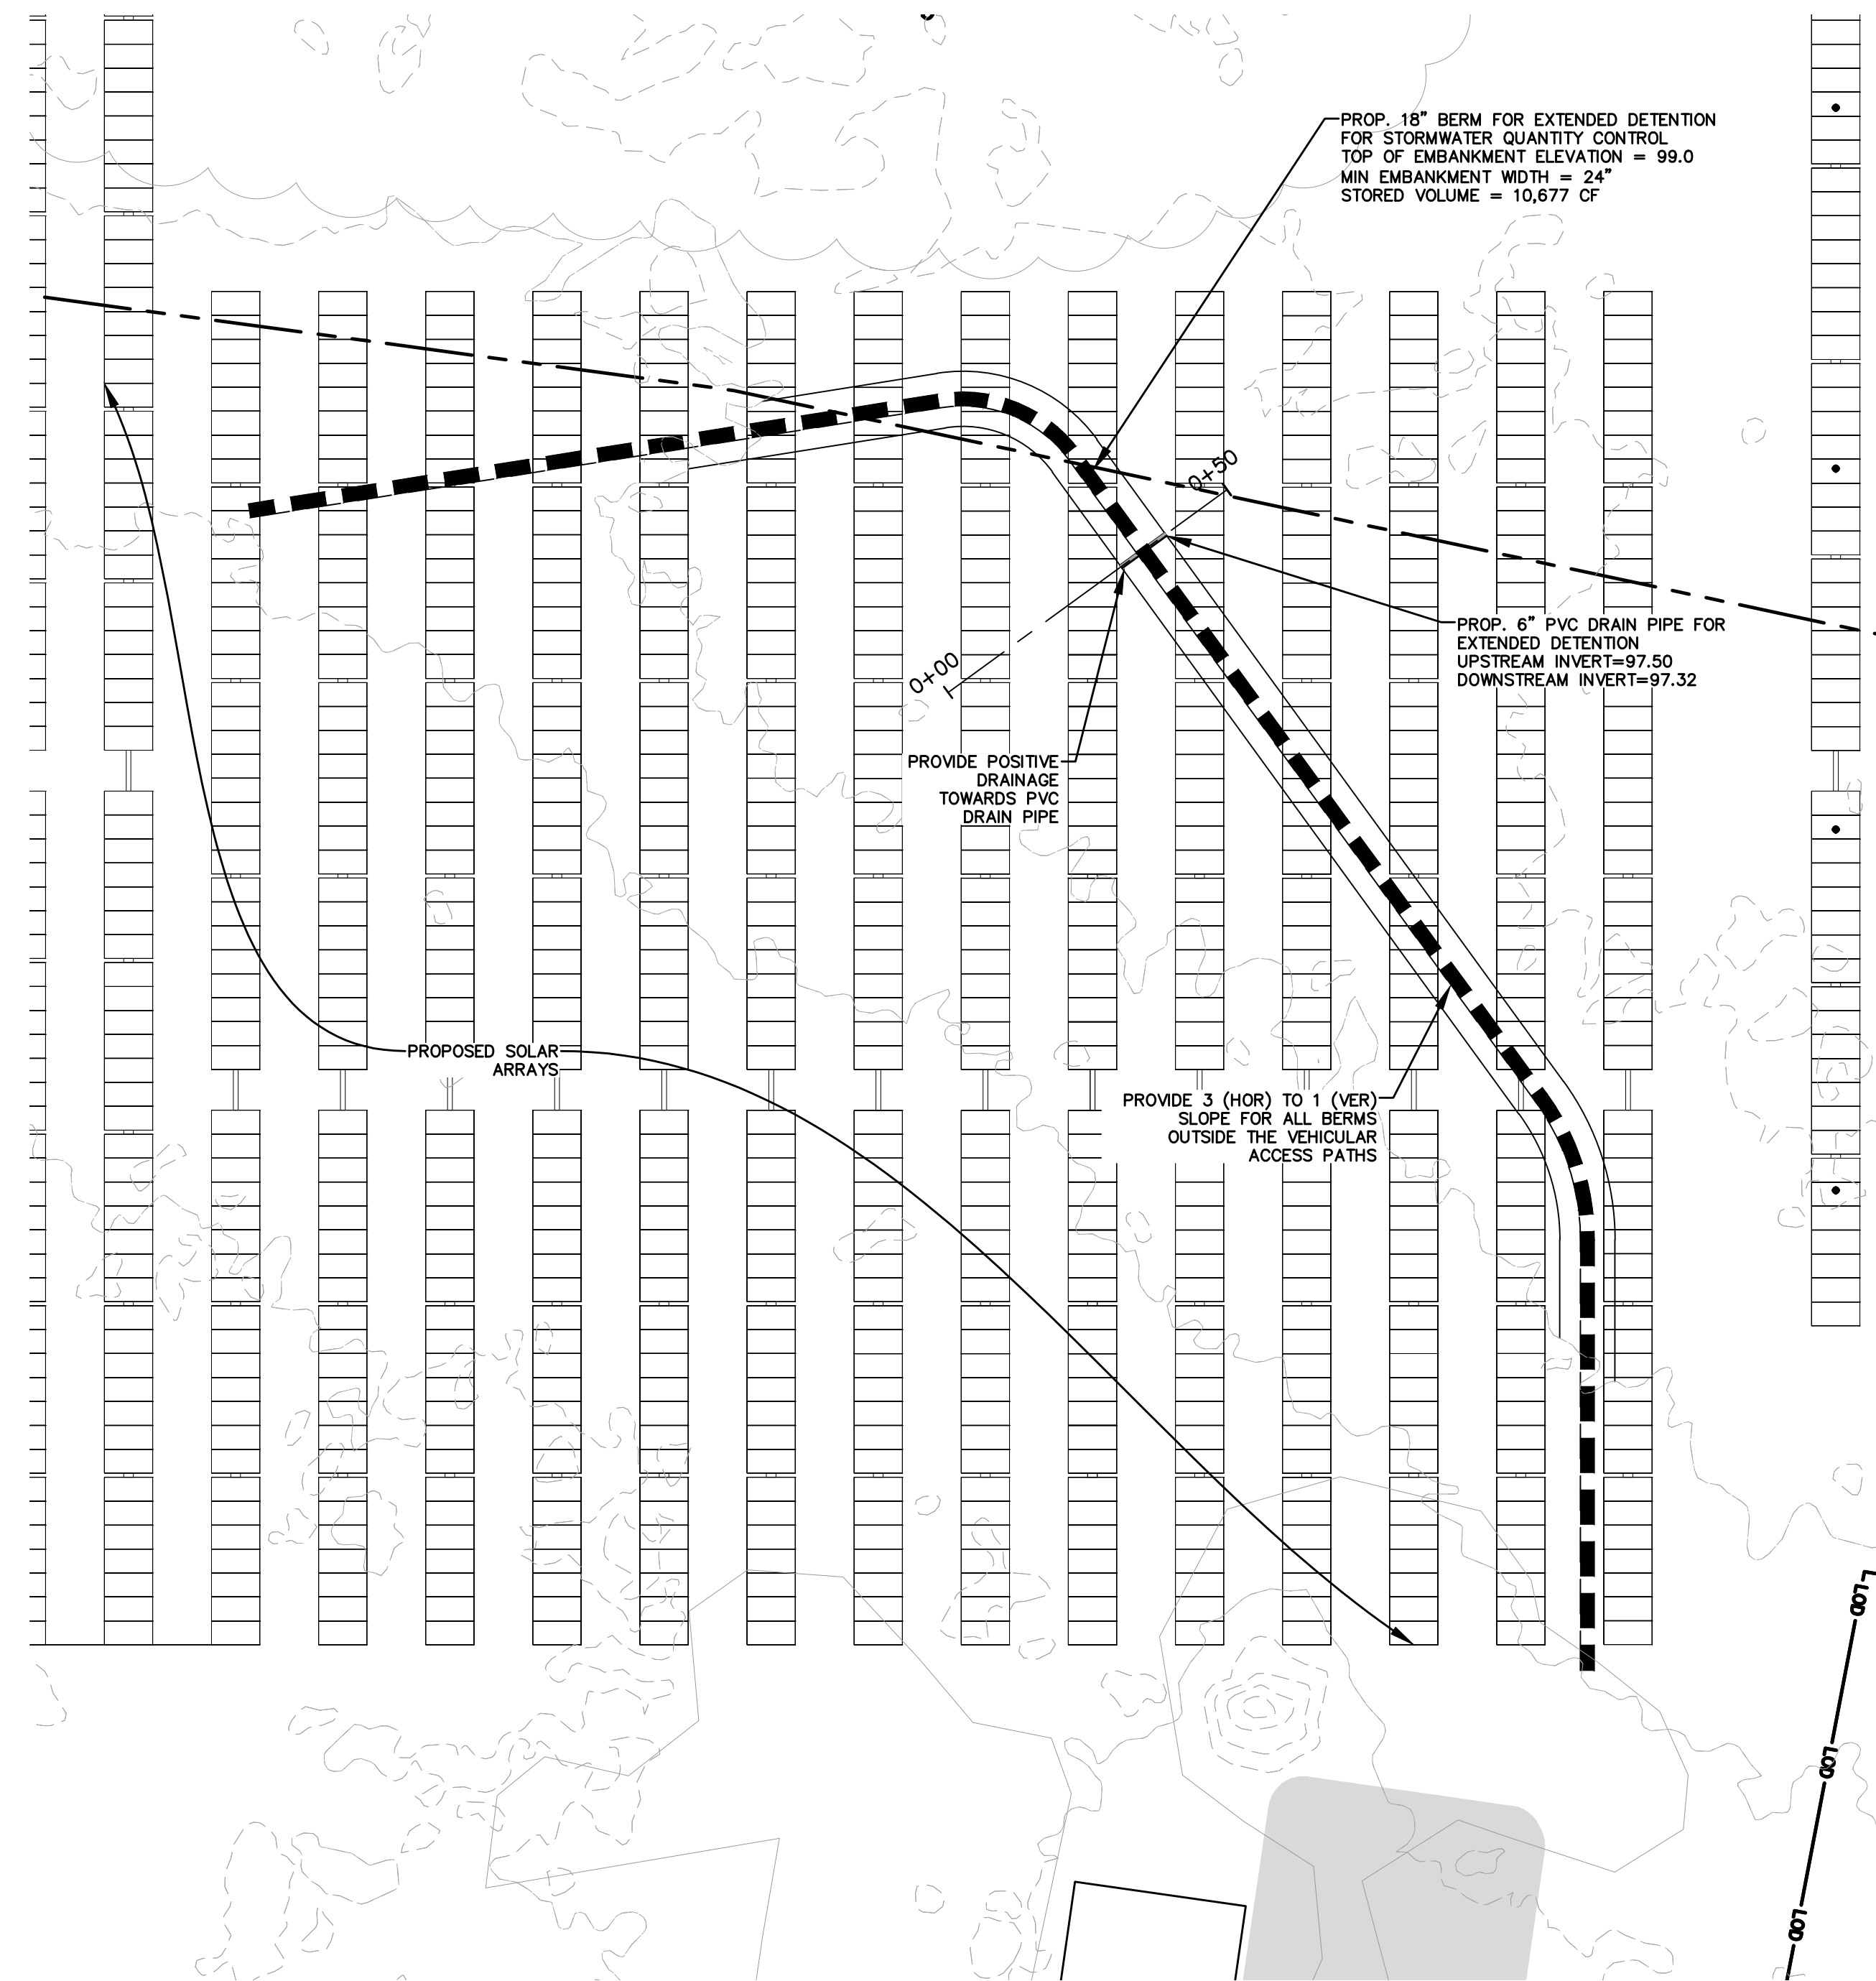 PROP. 18" BERM FOR EXTENDED DETENTION
FOR STORMWATER QUANTITY CONTROL
TOP OF EMBANKMENT ELEVATION = 99.0
MIN EMBANKMENT WIDTH = 24"
STORED VOLUME = 10,677 CF
0+50
PROP. 6" PVC DRAIN PIPE FOR
EXTENDED DETENTION
UPSTREAM INVERT=97.50
DOWNSTREAM INVERT=97.32
0+00
PROVIDE POSITIVE
DRAINAGE
TOWARDS PVC
DRAIN PIPE
PROPOSED SOLAR
ARRAYS
PROVIDE 3 (HOR) TO 1 (VER)
SLOPE FOR ALL BERMS
OUTSIDE THE VEHICULAR
ACCESS PATHS
L
LOD
LOD
LOD